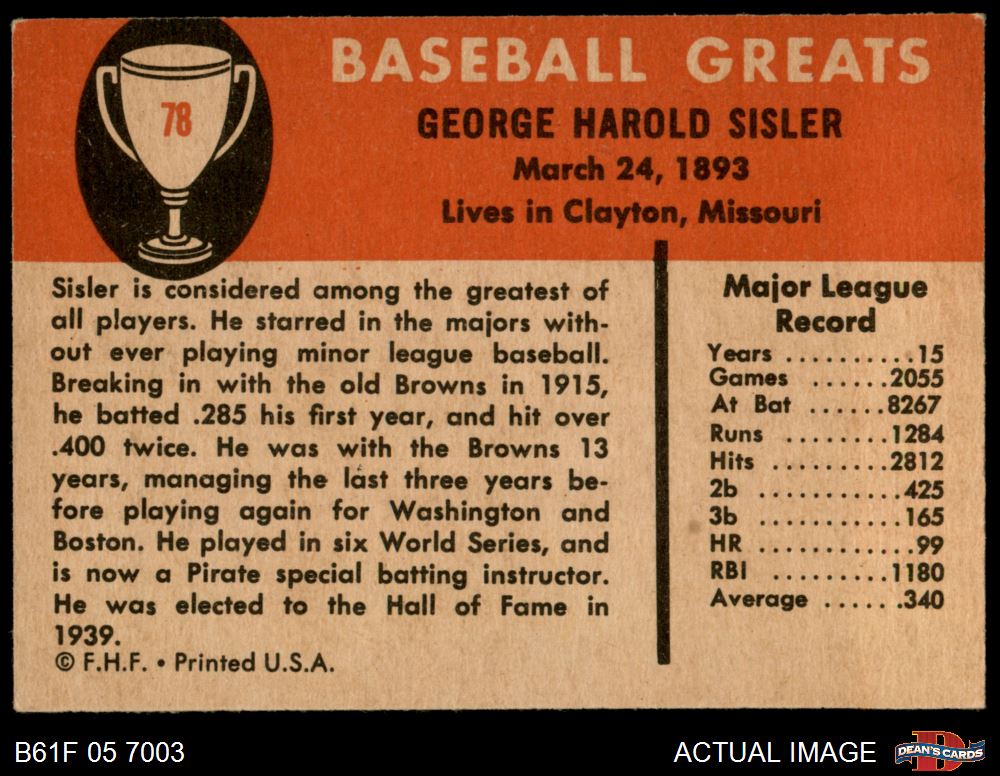 78
BASEBALL GREATS
GEORGE HAROLD SISLER
March 24, 1893
Lives in Clayton, Missouri
Sisler is considered among the greatest of
all players. He starred in the majors with-
out ever playing minor league baseball.
Breaking in with the old Browns in 1915,
he batted .285 his first year, and hit over
.400 twice. He was with the Browns 13
years, managing the last three years be-
fore playing again for Washington and
Boston. He played in six World Series, and
is now a Pirate special batting instructor.
He was elected to the Hall of Fame in
1939.
© F.H.F. • Printed U.S.A.
Major League
Record
Years ..........15
Games ......2055
At Bat ......8267
Runs ........1284
Hits .........2812
2b ...........425
3b ...........165
HR ............99
RBI .........1180
Average ......340
B61F 05 7003
ACTUAL IMAGE
DEAN'S CARDS